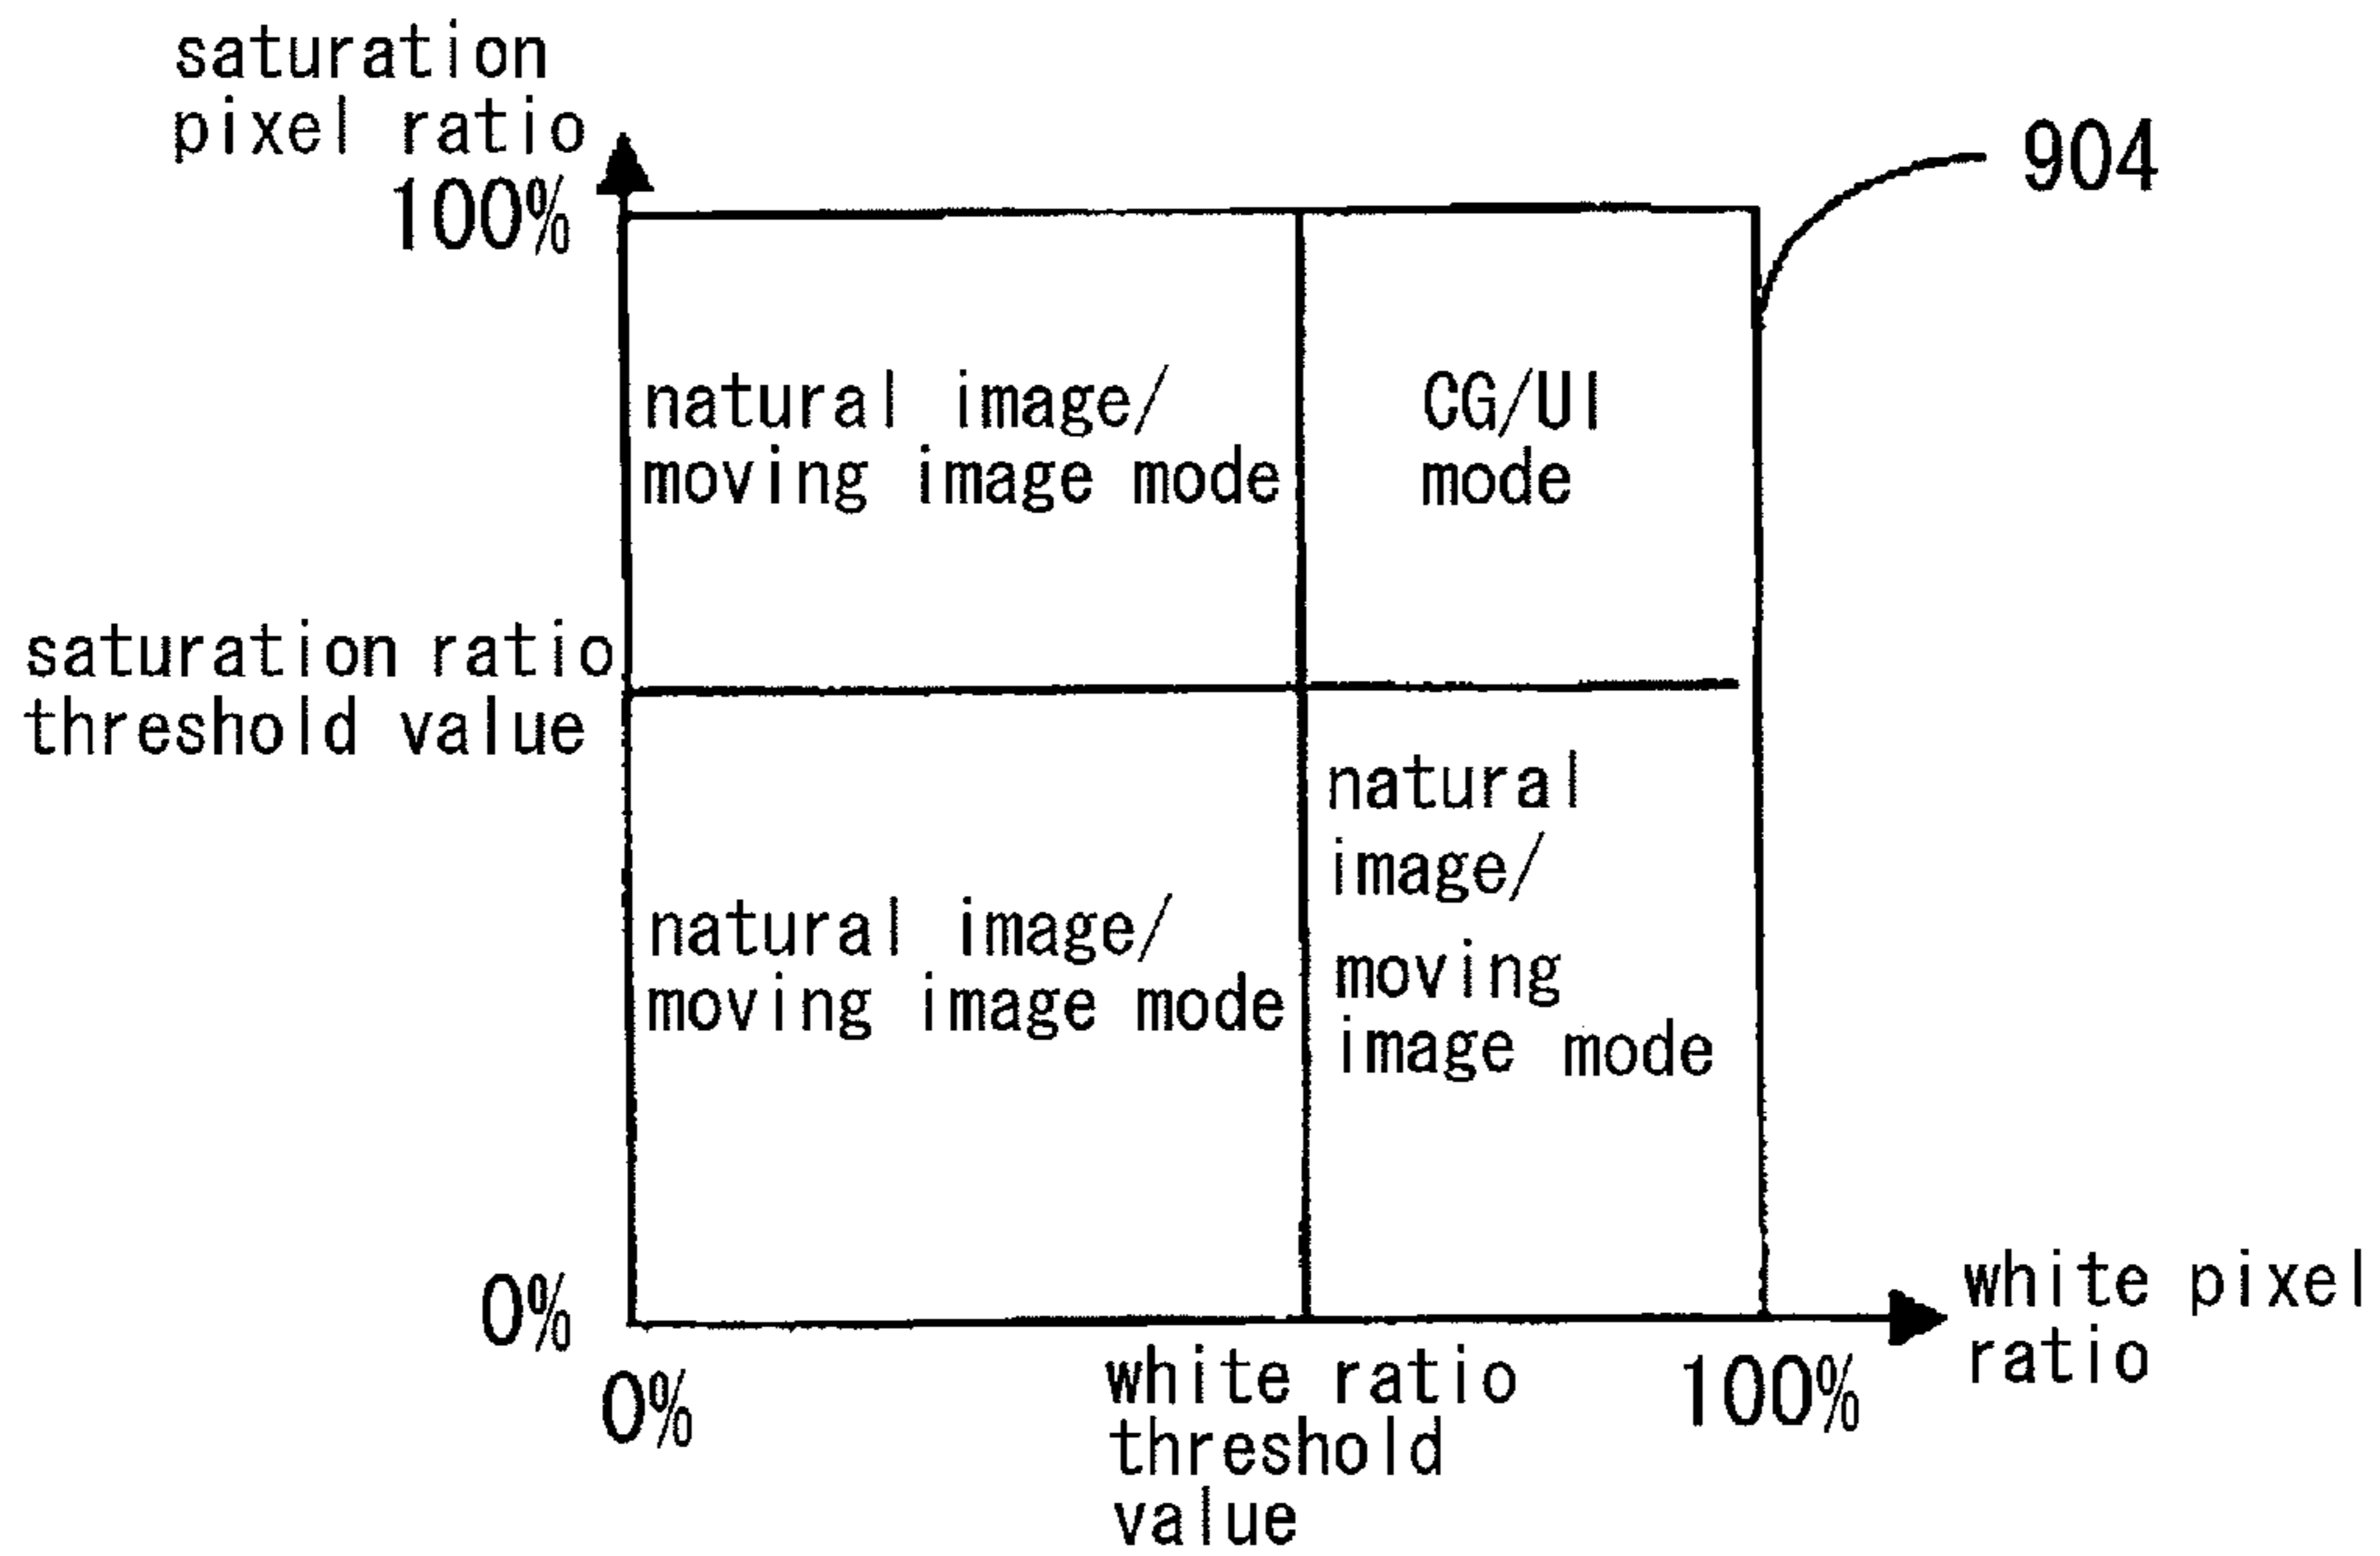 saturation
pixel ratio
100%
904
natural image/
moving image mode
CG/UI
mode
saturation ratio
threshold value
natural
image/
moving
image mode
natural image/
moving image mode
0%
0%
white ratio
threshold
value
100%
white pixel
ratio